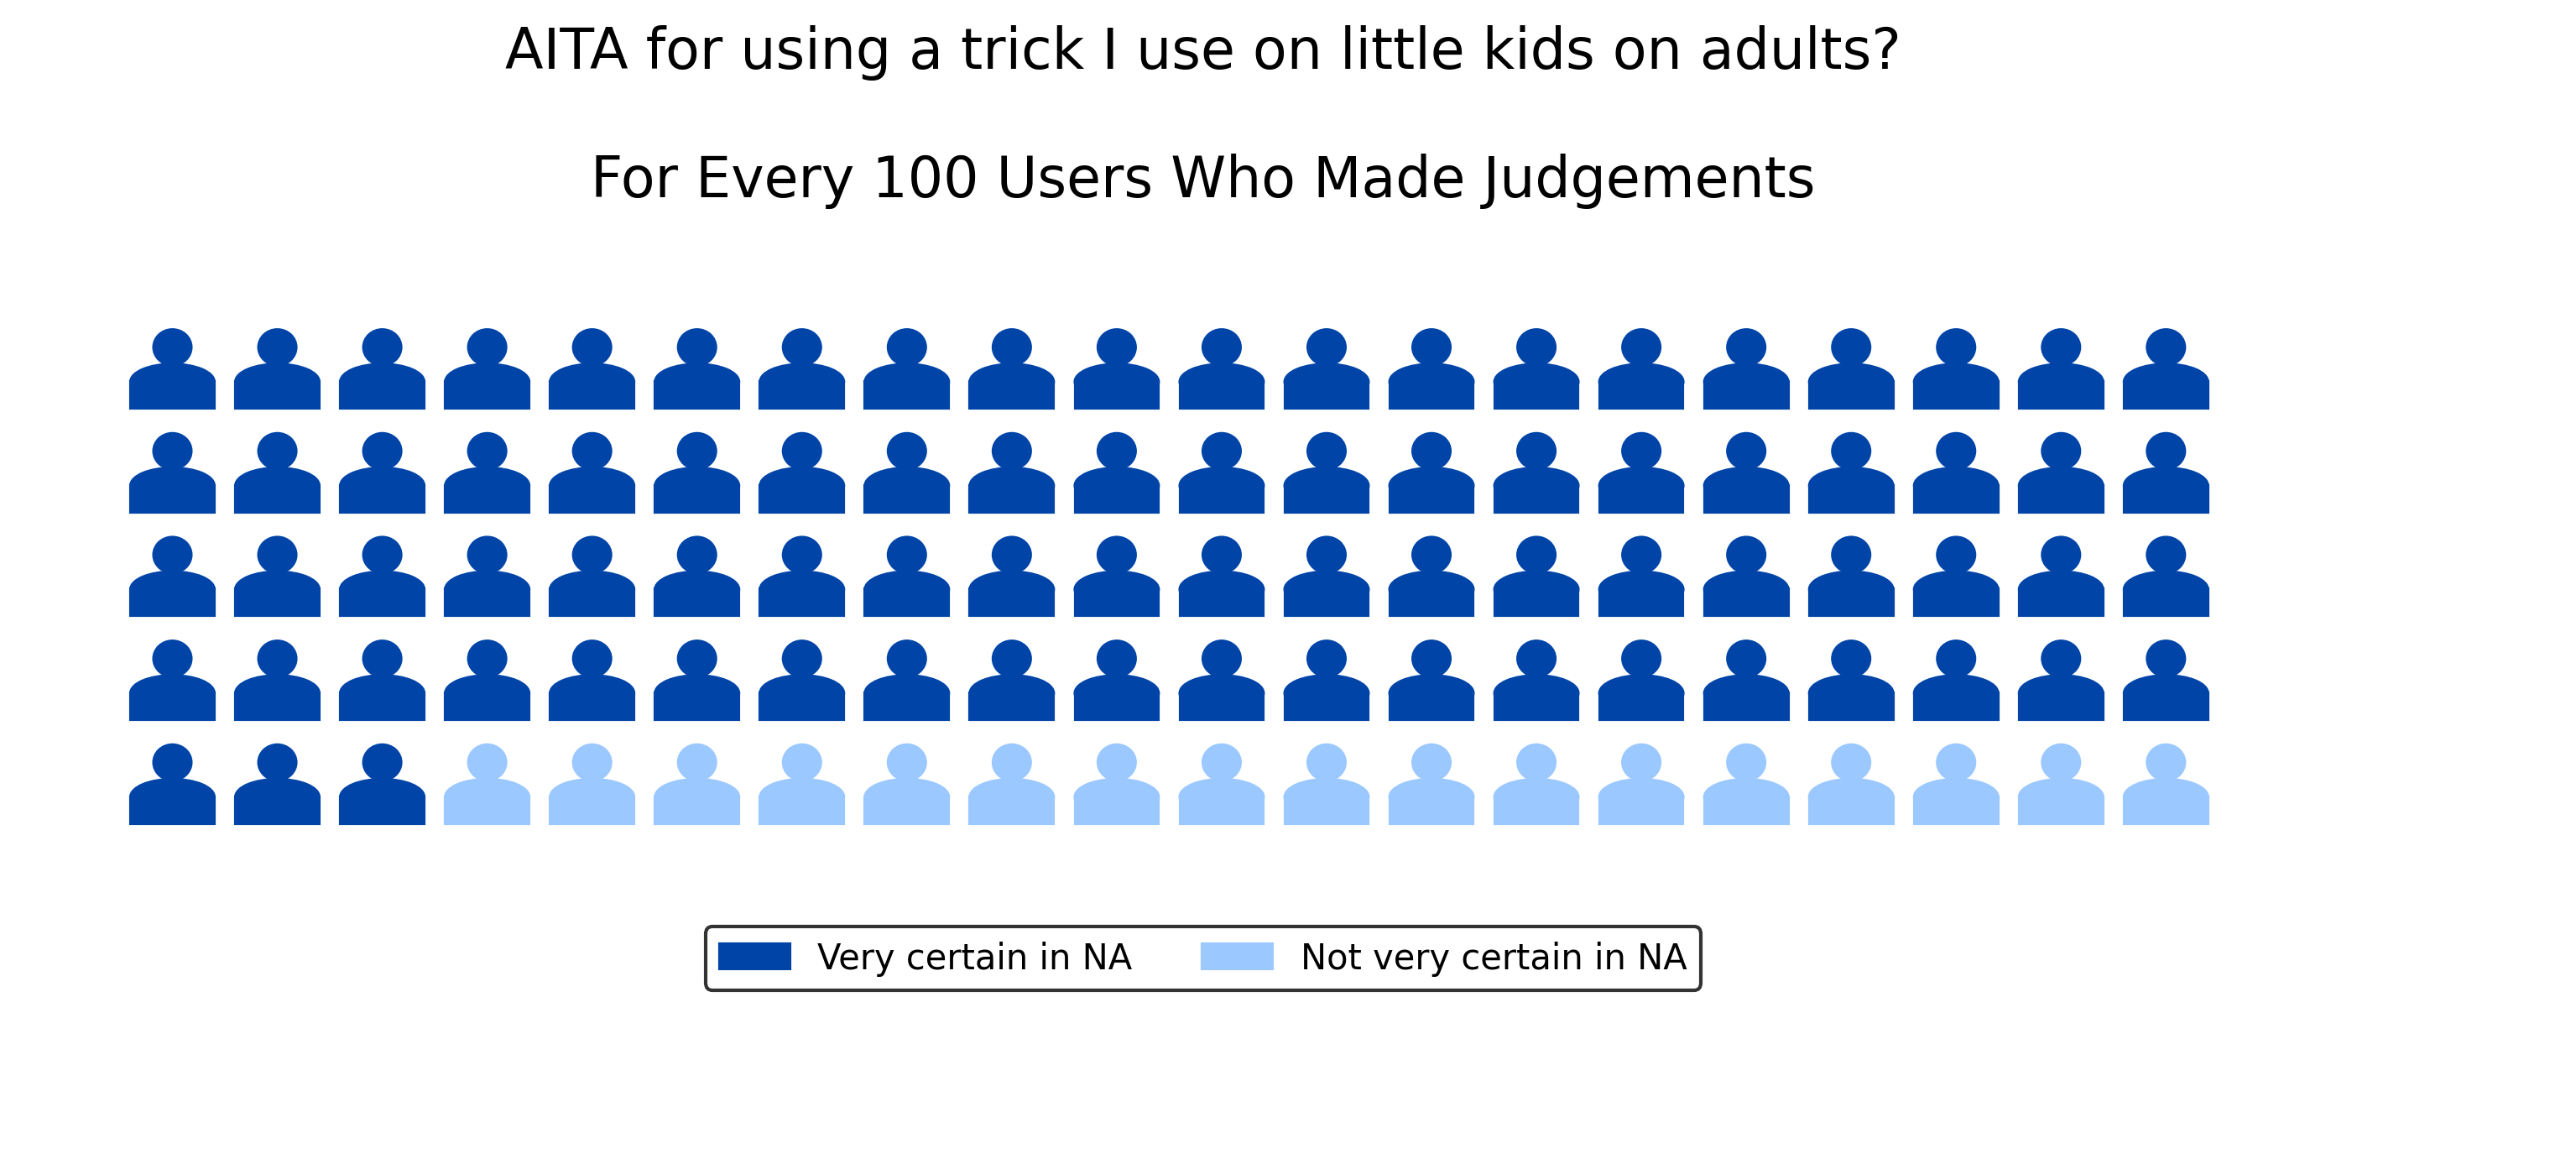 AITA for using a trick I use on little kids on adults?
For Every 100 Users Who Made Judgements
Very certain in NA
Not very certain in NA